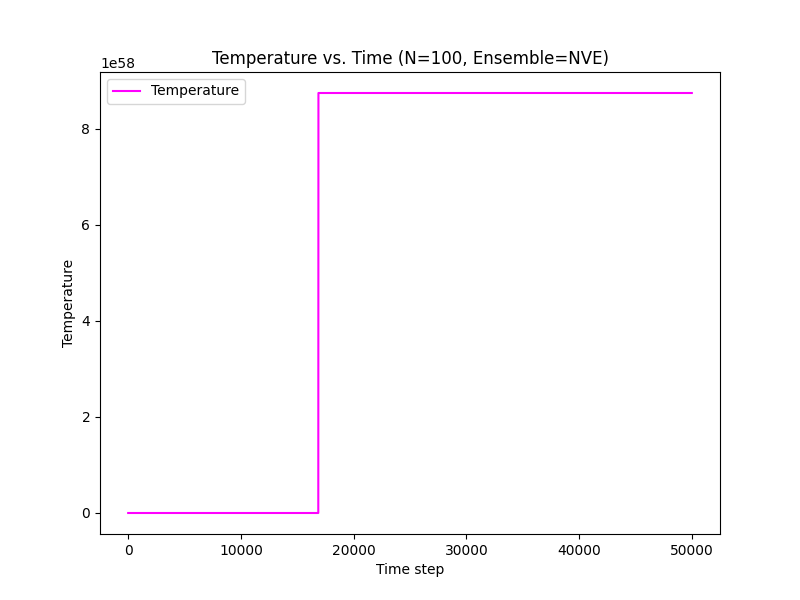 Temperature vs. Time (N=100, Ensemble=NVE)
1e58
Temperature
8
6
4
2
0
Temperature
0 10000 20000 30000 40000 50000
Time step